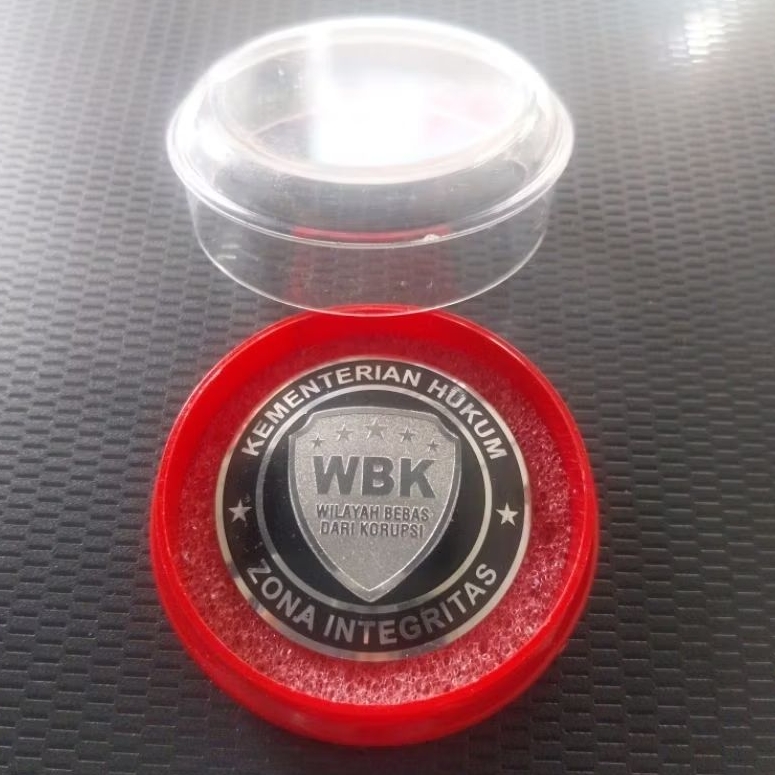 KEMENTERIAN HUKUM
WBK
WILAYAH BEBAS
DARI KORUPSI
ZONA INTEGRITAS